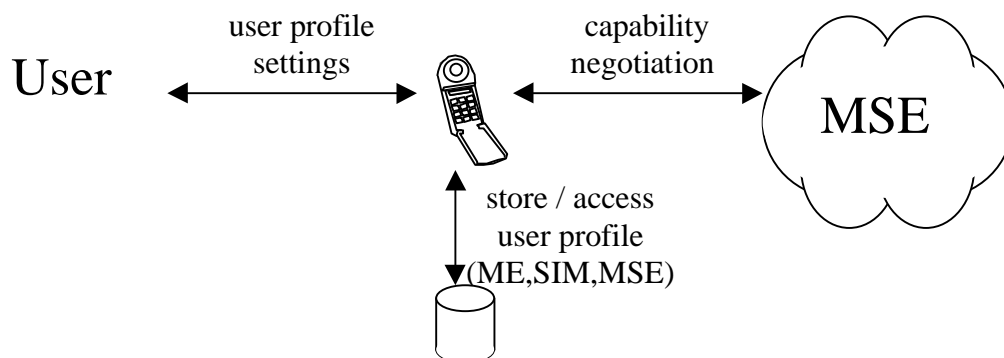 User
user profile
settings
capability
negotiation
MSE
store / access
user profile
(ME,SIM,MSE)